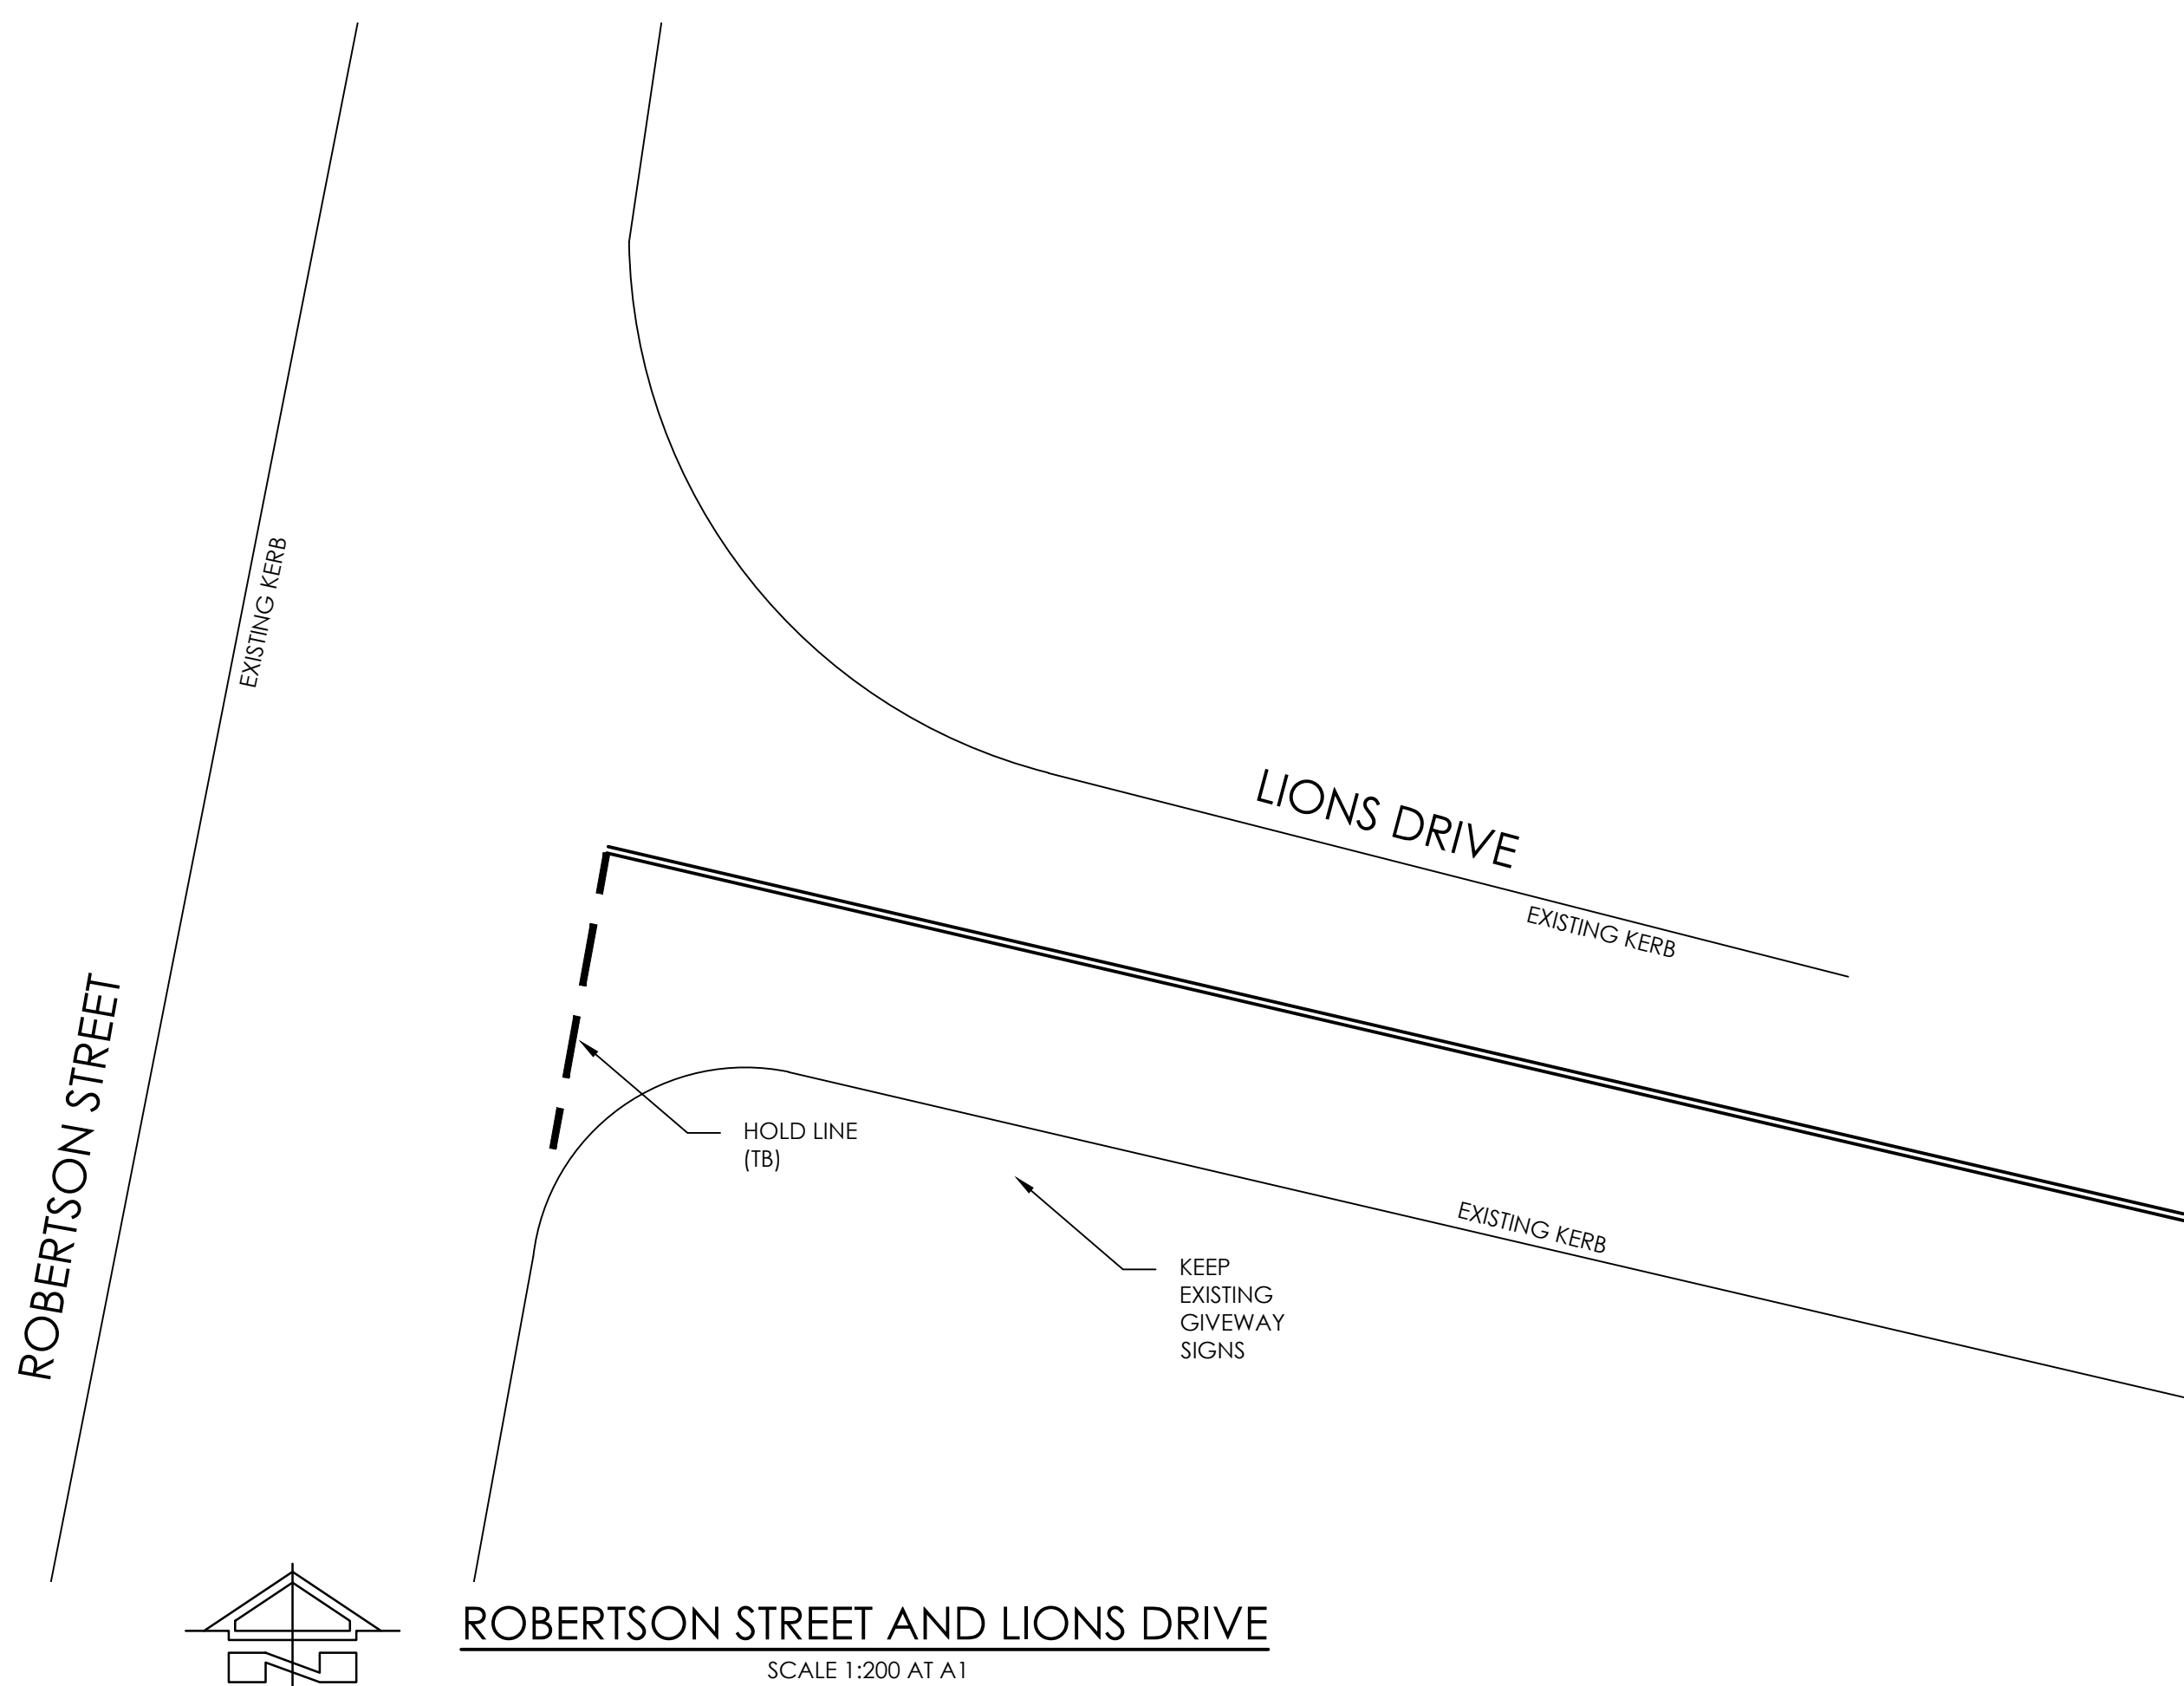 EXISTING KERB
LIONS DRIVE
EXISTING KERB
ROBERTSON STREET
HOLD LINE
(TB)
EXISTING KERB
KEEP
EXISTING
GIVEWAY
SIGNS
ROBERTSON STREET AND LIONS DRIVE
SCALE 1:200 AT A1
N